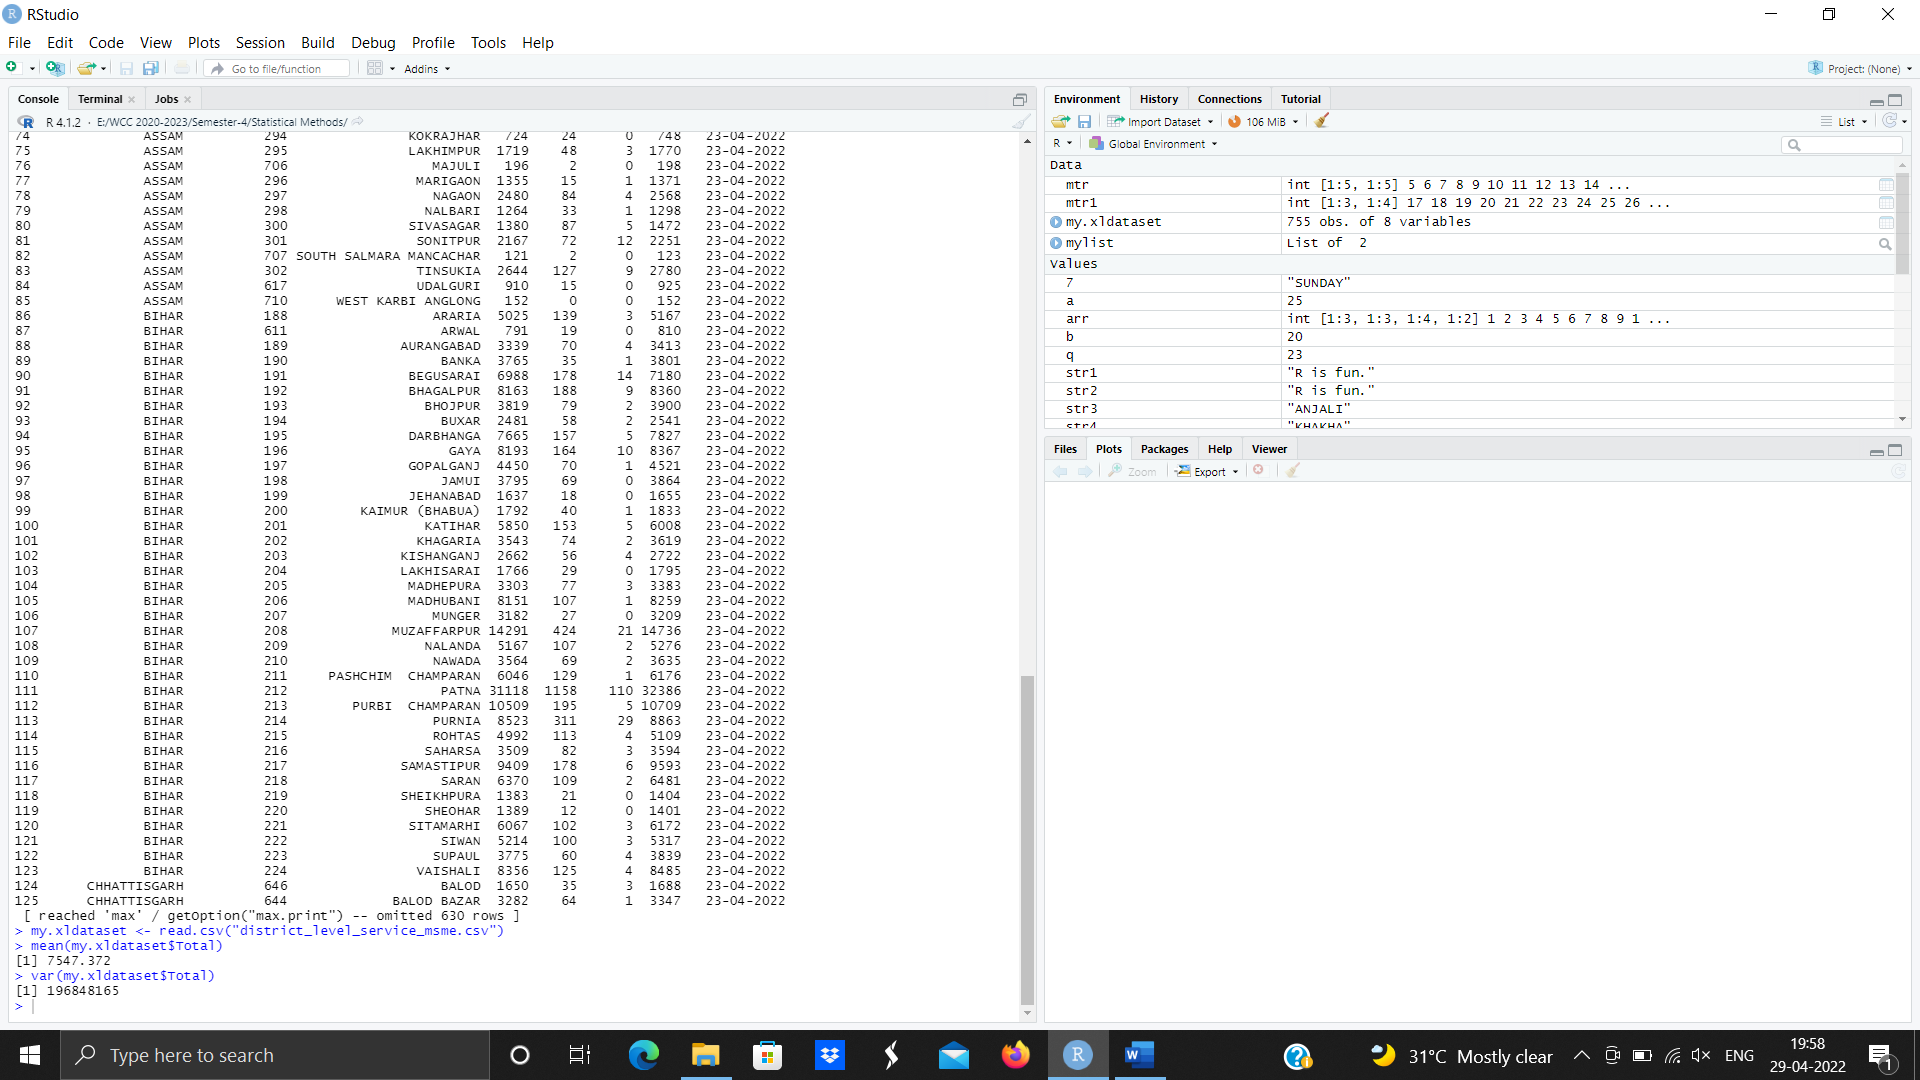 RStudio
File Edit Code View Plots Session Build Debug Profile Tools Help
Go to file/function Addins Project: (None)
Console Terminal Jobs
R 4.1.2 · E:/WCC 2020-2023/Semester-4/Statistical Methods/
74 ASSAM 294 KOKRAJHAR 724 24 0 748 23-04-2022
75 ASSAM 295 LAKHIMPUR 1719 48 3 1770 23-04-2022
76 ASSAM 706 MAJULI 196 2 0 198 23-04-2022
77 ASSAM 296 MARIGAON 1355 15 1 1371 23-04-2022
78 ASSAM 297 NAGAON 2480 84 4 2568 23-04-2022
79 ASSAM 298 NALBARI 1264 33 1 1298 23-04-2022
80 ASSAM 300 SIVASAGAR 1380 87 5 1472 23-04-2022
81 ASSAM 301 SONITPUR 2167 72 12 2251 23-04-2022
82 ASSAM 707 SOUTH SALMARA MANCACHAR 121 2 0 123 23-04-2022
83 ASSAM 302 TINSUKIA 2644 127 9 2780 23-04-2022
84 ASSAM 617 UDALGURI 910 15 0 925 23-04-2022
85 ASSAM 710 WEST KARBI ANGLONG 152 0 0 152 23-04-2022
86 BIHAR 188 ARARIA 5025 139 3 5167 23-04-2022
87 BIHAR 611 ARWAL 791 19 0 810 23-04-2022
88 BIHAR 189 AURANGABAD 3339 70 4 3413 23-04-2022
89 BIHAR 190 BANKA 3765 35 1 3801 23-04-2022
90 BIHAR 191 BEGUSARAI 6988 178 14 7180 23-04-2022
91 BIHAR 192 BHAGALPUR 8163 188 9 8360 23-04-2022
92 BIHAR 193 BHOJPUR 3819 79 2 3900 23-04-2022
93 BIHAR 194 BUXAR 2481 58 2 2541 23-04-2022
94 BIHAR 195 DARBHANGA 7665 157 5 7827 23-04-2022
95 BIHAR 196 GAYA 8193 164 10 8367 23-04-2022
96 BIHAR 197 GOPALGANJ 4450 70 1 4521 23-04-2022
97 BIHAR 198 JAMUI 3795 69 0 3864 23-04-2022
98 BIHAR 199 JEHANABAD 1637 18 0 1655 23-04-2022
99 BIHAR 200 KAIMUR (BHABUA) 1792 40 1 1833 23-04-2022
100 BIHAR 201 KATIHAR 5850 153 5 6008 23-04-2022
101 BIHAR 202 KHAGARIA 3543 74 2 3619 23-04-2022
102 BIHAR 203 KISHANGANJ 2662 56 4 2722 23-04-2022
103 BIHAR 204 LAKHISARAI 1766 29 0 1795 23-04-2022
104 BIHAR 205 MADHEPURA 3303 77 3 3383 23-04-2022
105 BIHAR 206 MADHUBANI 8151 107 1 8259 23-04-2022
106 BIHAR 207 MUNGER 3182 27 0 3209 23-04-2022
107 BIHAR 208 MUZAFFARPUR 14291 424 21 14736 23-04-2022
108 BIHAR 209 NALANDA 5167 107 2 5276 23-04-2022
109 BIHAR 210 NAWADA 3564 69 2 3635 23-04-2022
110 BIHAR 211 PASHCHIM CHAMPARAN 6046 129 1 6176 23-04-2022
111 BIHAR 212 PATNA 31118 1158 110 32386 23-04-2022
112 BIHAR 213 PURBI CHAMPARAN 10509 195 5 10709 23-04-2022
113 BIHAR 214 PURNIA 8523 311 29 8863 23-04-2022
114 BIHAR 215 ROHTAS 4992 113 4 5109 23-04-2022
115 BIHAR 216 SAHARSA 3509 82 3 3594 23-04-2022
116 BIHAR 217 SAMASTIPUR 9409 178 6 9593 23-04-2022
117 BIHAR 218 SARAN 6370 109 2 6481 23-04-2022
118 BIHAR 219 SHEIKHPURA 1383 21 0 1404 23-04-2022
119 BIHAR 220 SHEOHAR 1389 12 0 1401 23-04-2022
120 BIHAR 221 SITAMARHI 6067 102 3 6172 23-04-2022
121 BIHAR 222 SIWAN 5214 100 3 5317 23-04-2022
122 BIHAR 223 SUPAUL 3775 60 4 3839 23-04-2022
123 BIHAR 224 VAISHALI 8356 125 4 8485 23-04-2022
124 CHHATTISGARH 646 BALOD 1650 35 3 1688 23-04-2022
125 CHHATTISGARH 644 BALOD BAZAR 3282 64 1 3347 23-04-2022
[ reached 'max' / getOption("max.print") -- omitted 630 rows ]
> my.xldataset <- read.csv("district_level_service_msme.csv")
> mean(my.xldataset$Total)
[1] 7547.372
> var(my.xldataset$Total)
[1] 196848165
>
Environment History Connections Tutorial
Import Dataset 106 MiB List
R Global Environment
Data
mtr int [1:5, 1:5] 5 6 7 8 9 10 11 12 13 14 ...
mtr1 int [1:3, 1:4] 17 18 19 20 21 22 23 24 25 26 ...
my.xldataset 755 obs. of 8 variables
mylist List of 2
Values
7 "SUNDAY"
a 25
arr int [1:3, 1:3, 1:4, 1:2] 1 2 3 4 5 6 7 8 9 1 ...
b 20
q 23
str1 "R is fun."
str2 "R is fun."
str3 "ANJALI"
str4 "KHAKHA"
Files Plots Packages Help Viewer
Zoom Export
Type here to search
31°C Mostly clear
ENG
19:58
29-04-2022
1